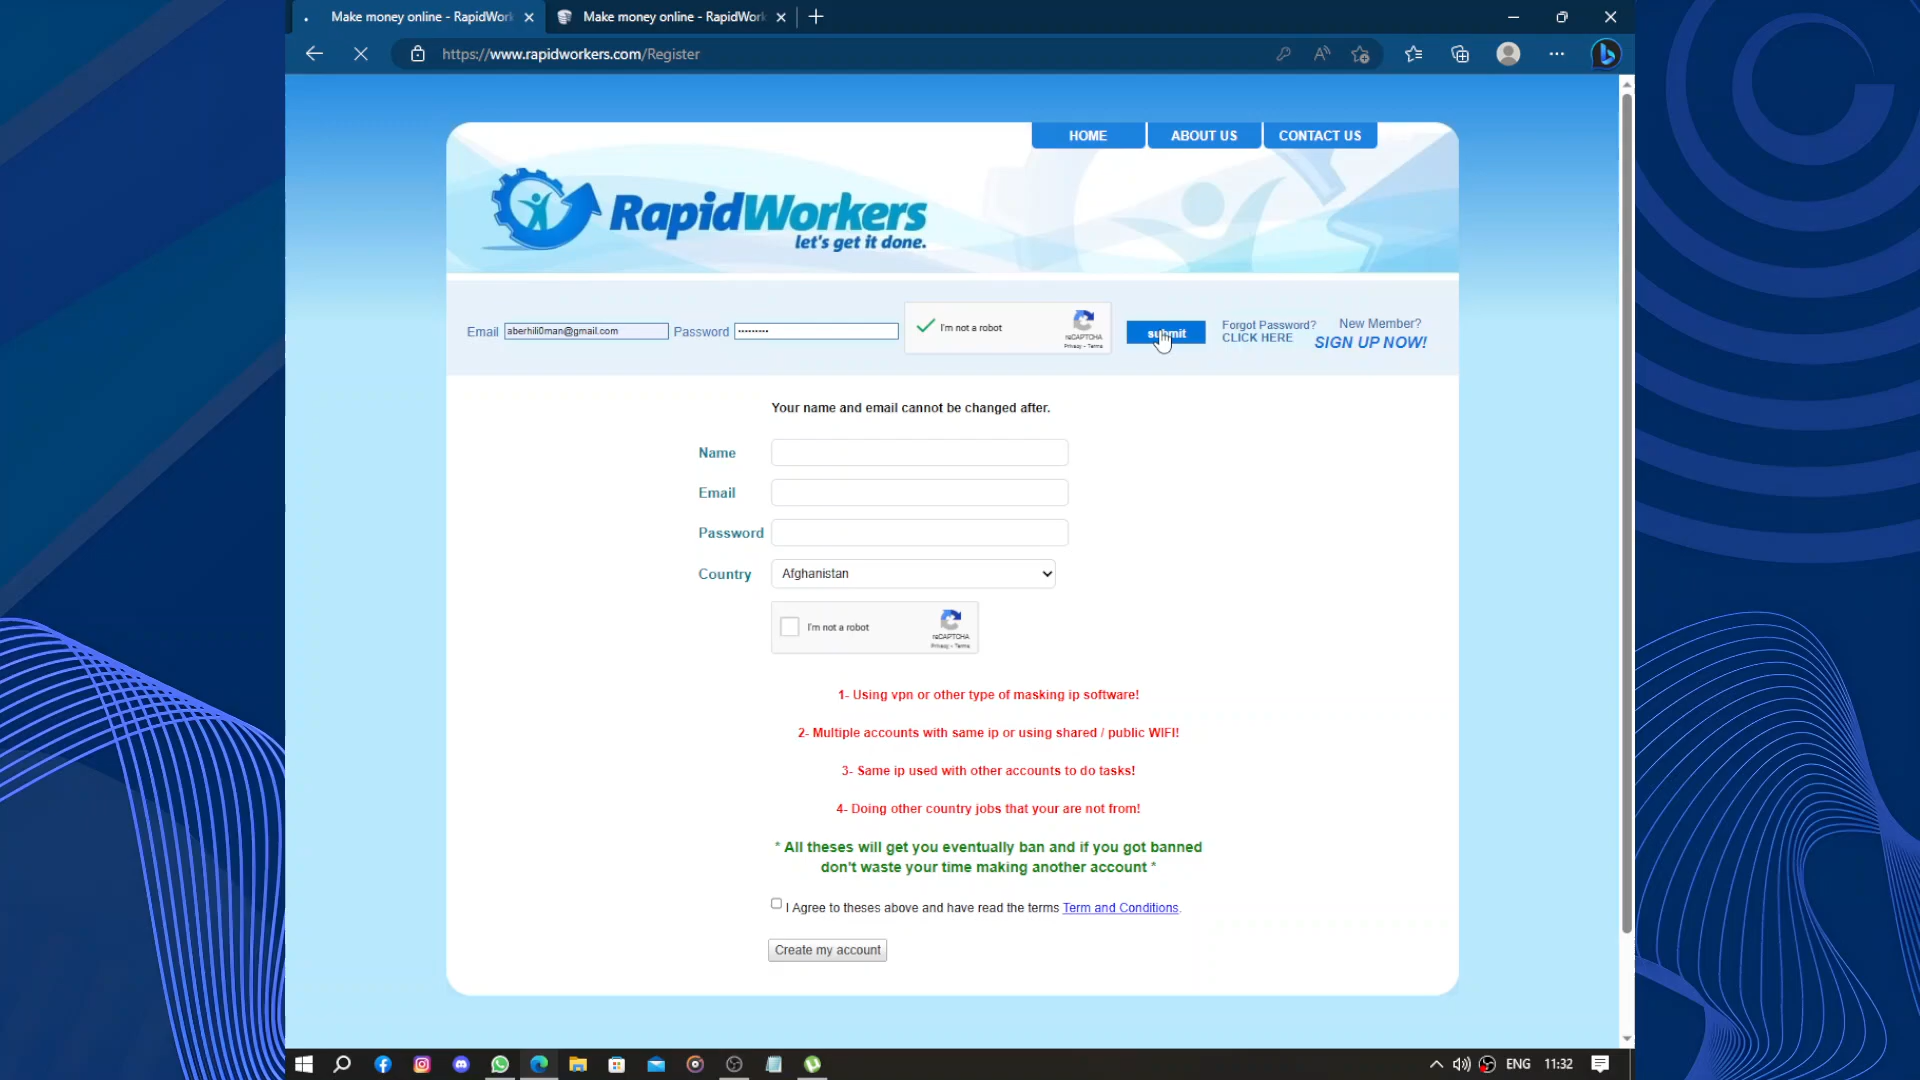 Make money online - RapidWork
Make money online - RapidWork
https://www.rapidworkers.com/Register
HOME
ABOUT US
CONTACT US
RapidWorkers
let's get it done.
Email
aberhili0man@gmail.com
Password
•••••••••
I'm not a robot
reCAPTCHA
Privacy - Terms
submit
Forgot Password?
CLICK HERE
New Member?
SIGN UP NOW!
Your name and email cannot be changed after.
Name
Email
Password
Country
Afghanistan
I'm not a robot
reCAPTCHA
Privacy - Terms
1- Using vpn or other type of masking ip software!
2- Multiple accounts with same ip or using shared / public WIFI!
3- Same ip used with other accounts to do tasks!
4- Doing other country jobs that your are not from!
* All theses will get you eventually ban and if you got banned
don't waste your time making another account *
I Agree to theses above and have read the terms Term and Conditions.
Create my account
ENG
11:32